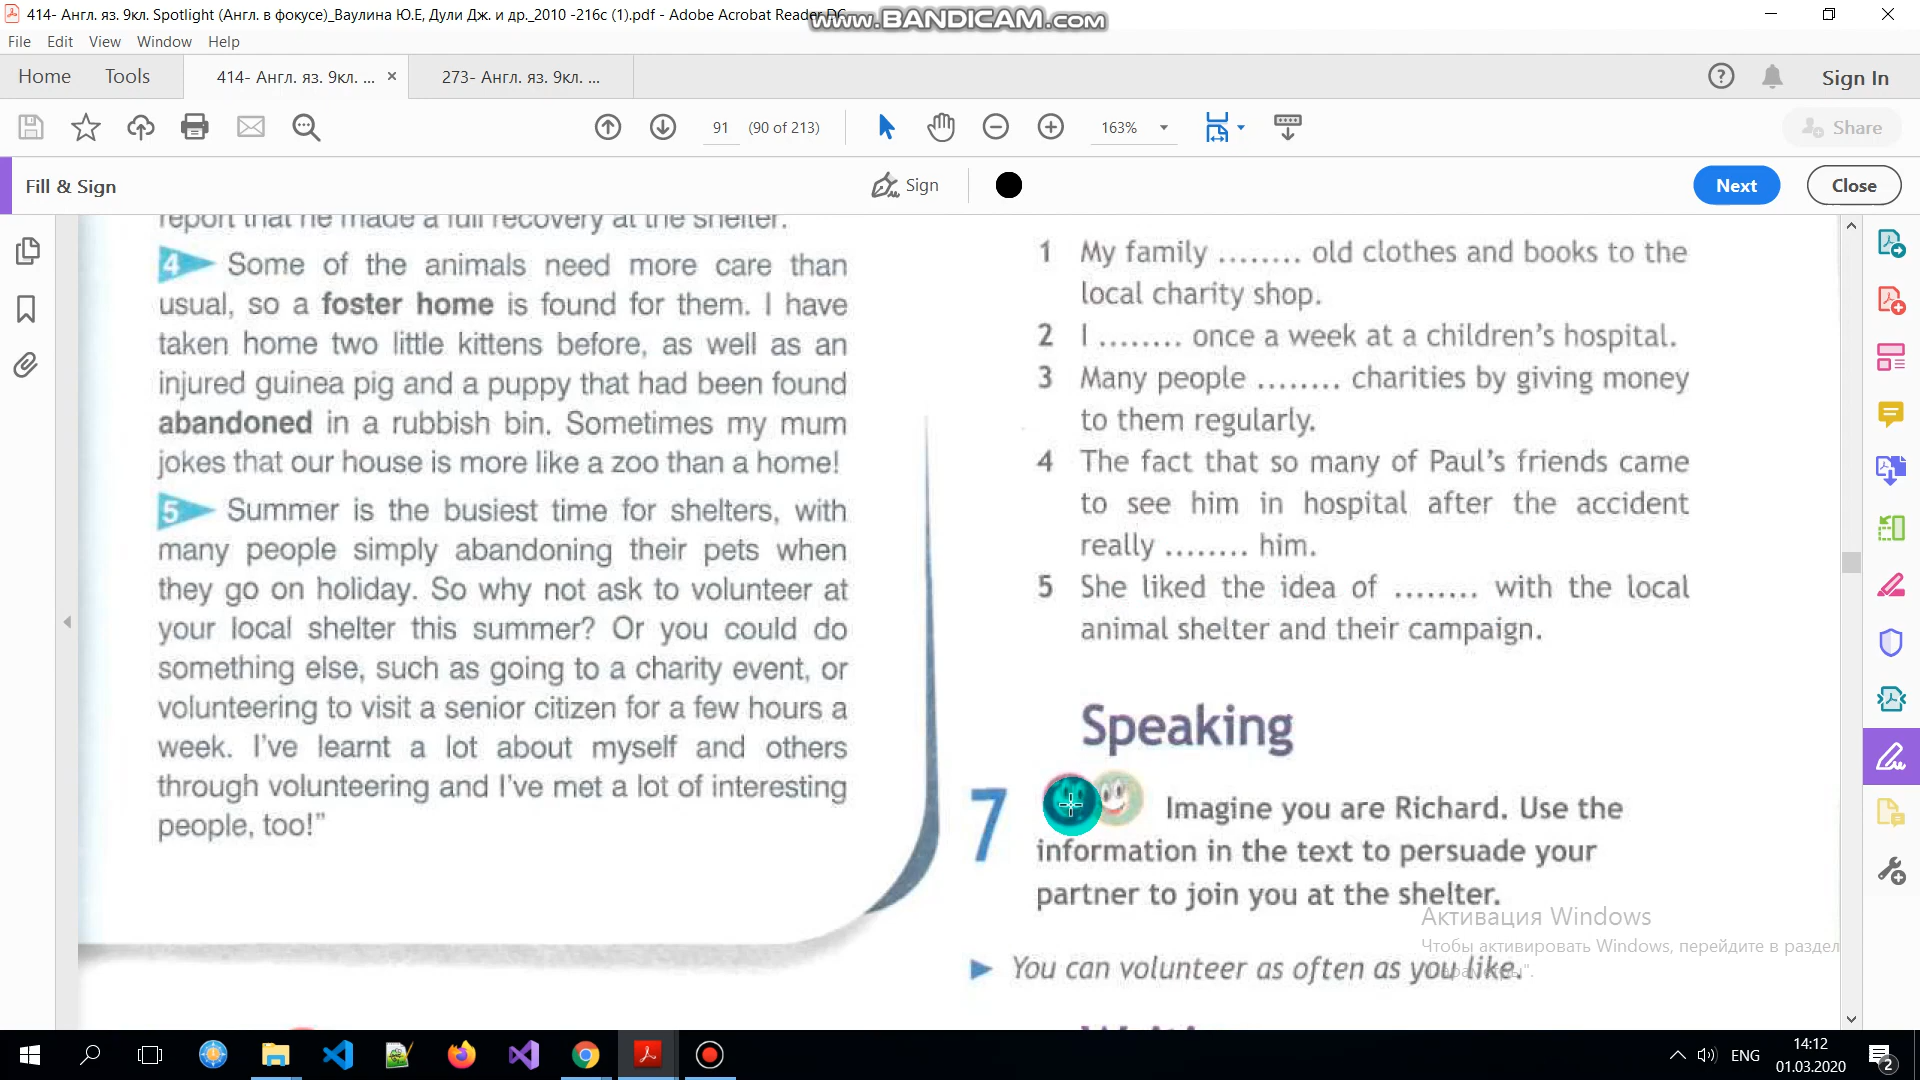 414- Англ. яз. 9кл. Spotlight (Англ. в фокусе)_Ваулина Ю.Е, Дули Дж. и др._2010 -216с (1).pdf - Adobe Acrobat Reader DC
www.BANDICAM.com
File Edit View Window Help
Home Tools 414- Англ. яз. 9кл. ... 273- Англ. яз. 9кл. ... Sign In
91 (90 of 213) 163% Share
Fill & Sign Sign Next Close
report that he made a full recovery at the shelter.
4 Some of the animals need more care than
usual, so a foster home is found for them. I have
taken home two little kittens before, as well as an
injured guinea pig and a puppy that had been found
abandoned in a rubbish bin. Sometimes my mum
jokes that our house is more like a zoo than a home!
5 Summer is the busiest time for shelters, with
many people simply abandoning their pets when
they go on holiday. So why not ask to volunteer at
your local shelter this summer? Or you could do
something else, such as going to a charity event, or
volunteering to visit a senior citizen for a few hours a
week. I've learnt a lot about myself and others
through volunteering and I've met a lot of interesting
people, too!"
1 My family ........ old clothes and books to the
local charity shop.
2 I ........ once a week at a children's hospital.
3 Many people ........ charities by giving money
to them regularly.
4 The fact that so many of Paul's friends came
to see him in hospital after the accident
really ........ him.
5 She liked the idea of ........ with the local
animal shelter and their campaign.
Speaking
7 Imagine you are Richard. Use the
information in the text to persuade your
partner to join you at the shelter.
You can volunteer as often as you like.
Активация Windows
Чтобы активировать Windows, перейдите в раздел
"Параметры".
ENG
14:12
01.03.2020
2